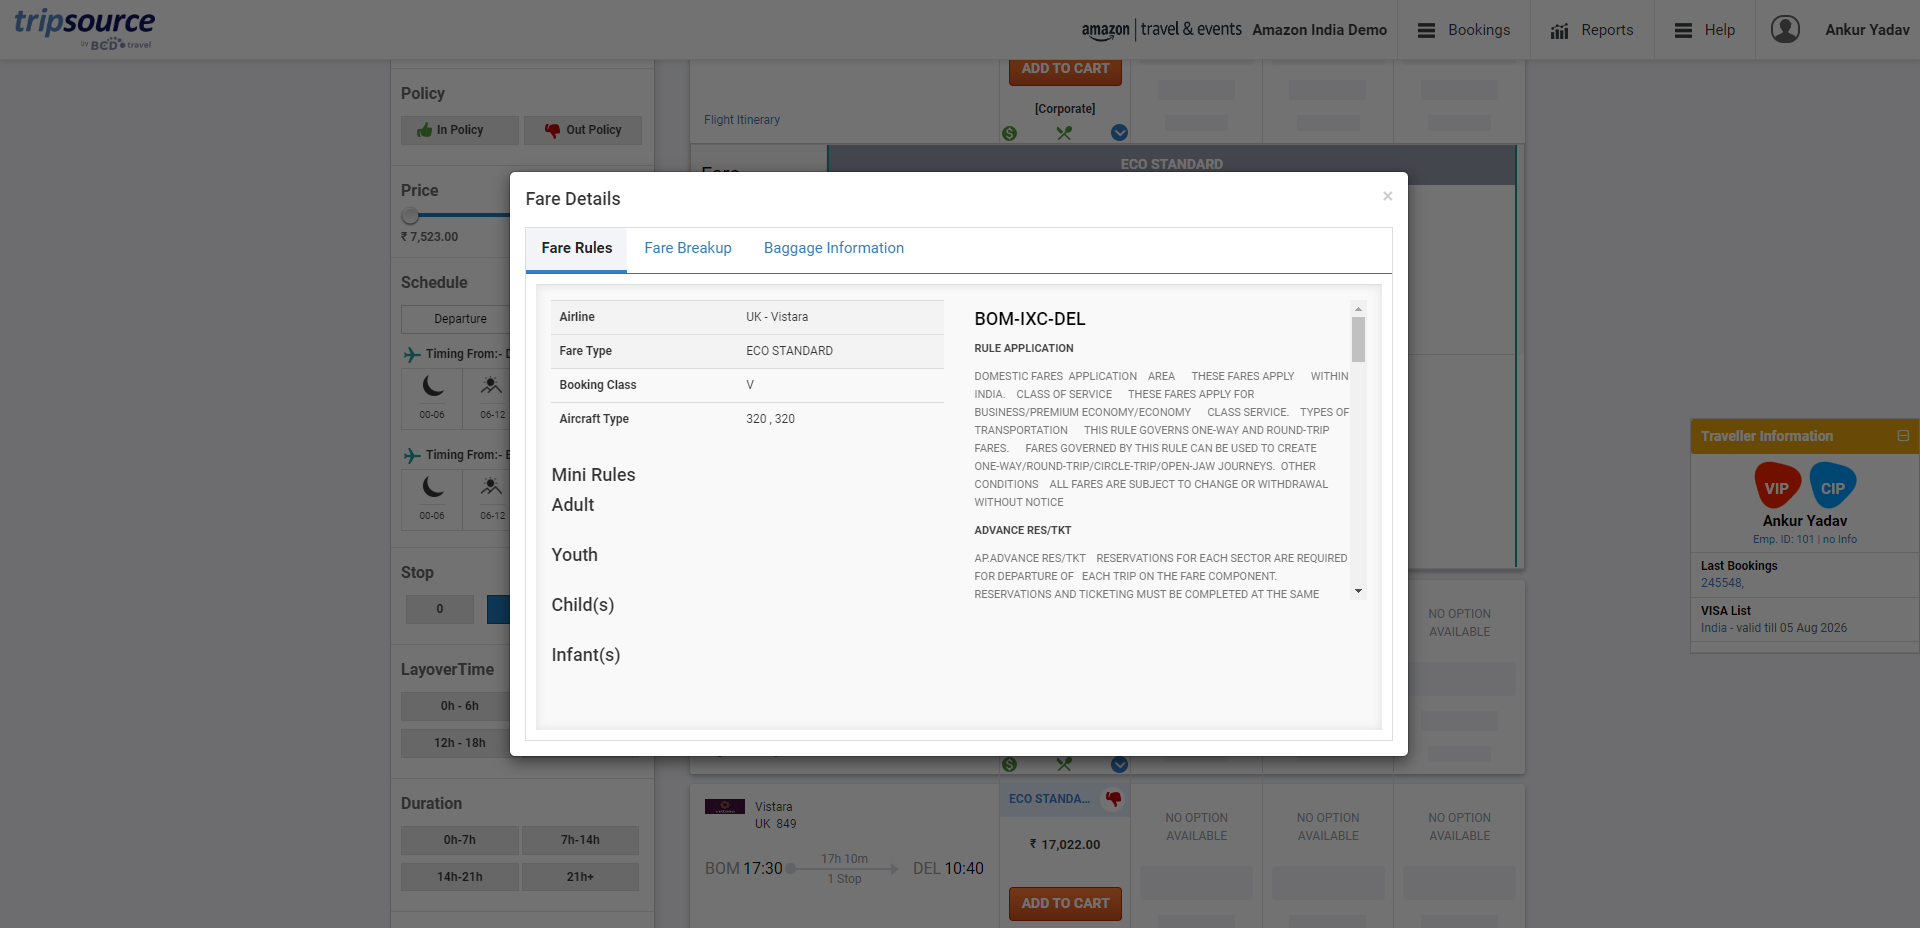 tripsource
by BCD travel
amazon | travel & events
Amazon India Demo
Bookings
Reports
Help
Ankur Yadav
Policy
In Policy
Out Policy
Price
₹ 7,523.00
Schedule
Departure
Timing From:-
00-06
06-12
Timing From:-
00-06
06-12
Stop
0
LayoverTime
0h - 6h
12h - 18h
Duration
0h-7h
7h-14h
14h-21h
21h+
ADD TO CART
[Corporate]
Flight Itinerary
ECO STANDARD
Fare Details
×
Fare Rules
Fare Breakup
Baggage Information
Airline UK - Vistara
Fare Type ECO STANDARD
Booking Class V
Aircraft Type 320 , 320
Mini Rules
Adult
Youth
Child(s)
Infant(s)
BOM-IXC-DEL
RULE APPLICATION
DOMESTIC FARES APPLICATION AREA THESE FARES APPLY WITHIN
INDIA. CLASS OF SERVICE THESE FARES APPLY FOR
BUSINESS/PREMIUM ECONOMY/ECONOMY CLASS SERVICE. TYPES OF
TRANSPORTATION THIS RULE GOVERNS ONE-WAY AND ROUND-TRIP
FARES. FARES GOVERNED BY THIS RULE CAN BE USED TO CREATE
ONE-WAY/ROUND-TRIP/CIRCLE-TRIP/OPEN-JAW JOURNEYS. OTHER
CONDITIONS ALL FARES ARE SUBJECT TO CHANGE OR WITHDRAWAL
WITHOUT NOTICE
ADVANCE RES/TKT
AP.ADVANCE RES/TKT RESERVATIONS FOR EACH SECTOR ARE REQUIRED
FOR DEPARTURE OF EACH TRIP ON THE FARE COMPONENT.
RESERVATIONS AND TICKETING MUST BE COMPLETED AT THE SAME
Traveller Information
VIP
CIP
Ankur Yadav
Emp. ID: 101 | no Info
Last Bookings
245548,
VISA List
India - valid till 05 Aug 2026
NO OPTION
AVAILABLE
Vistara
UK 849
BOM 17:30
17h 10m
1 Stop
DEL 10:40
ECO STANDA...
₹ 17,022.00
ADD TO CART
NO OPTION
AVAILABLE
NO OPTION
AVAILABLE
NO OPTION
AVAILABLE